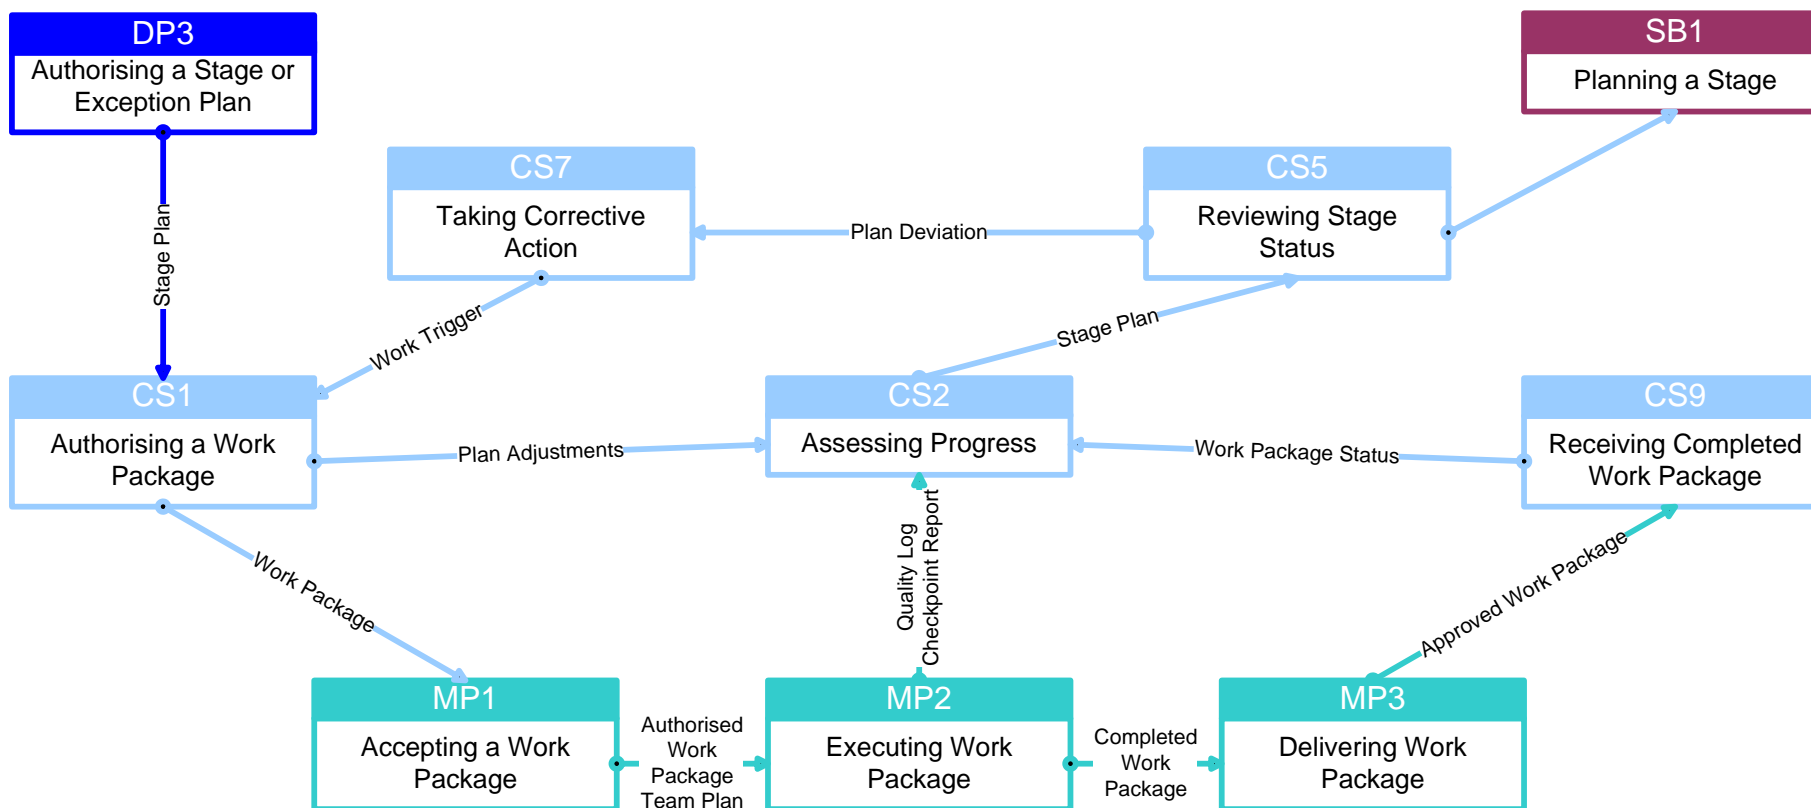 DP3
Authorising a Stage or
Exception Plan
SB1
Planning a Stage
CS7
Taking Corrective
Action
CS5
Reviewing Stage
Status
Plan Deviation
Stage Plan
Work Trigger
Stage Plan
CS1
Authorising a Work
Package
CS2
Assessing Progress
CS9
Receiving Completed
Work Package
Plan Adjustments
Work Package Status
Work Package
Quality Log
Checkpoint Report
Approved Work Package
MP1
Accepting a Work
Package
Authorised
Work
Package
Team Plan
MP2
Executing Work
Package
Completed
Work
Package
MP3
Delivering Work
Package